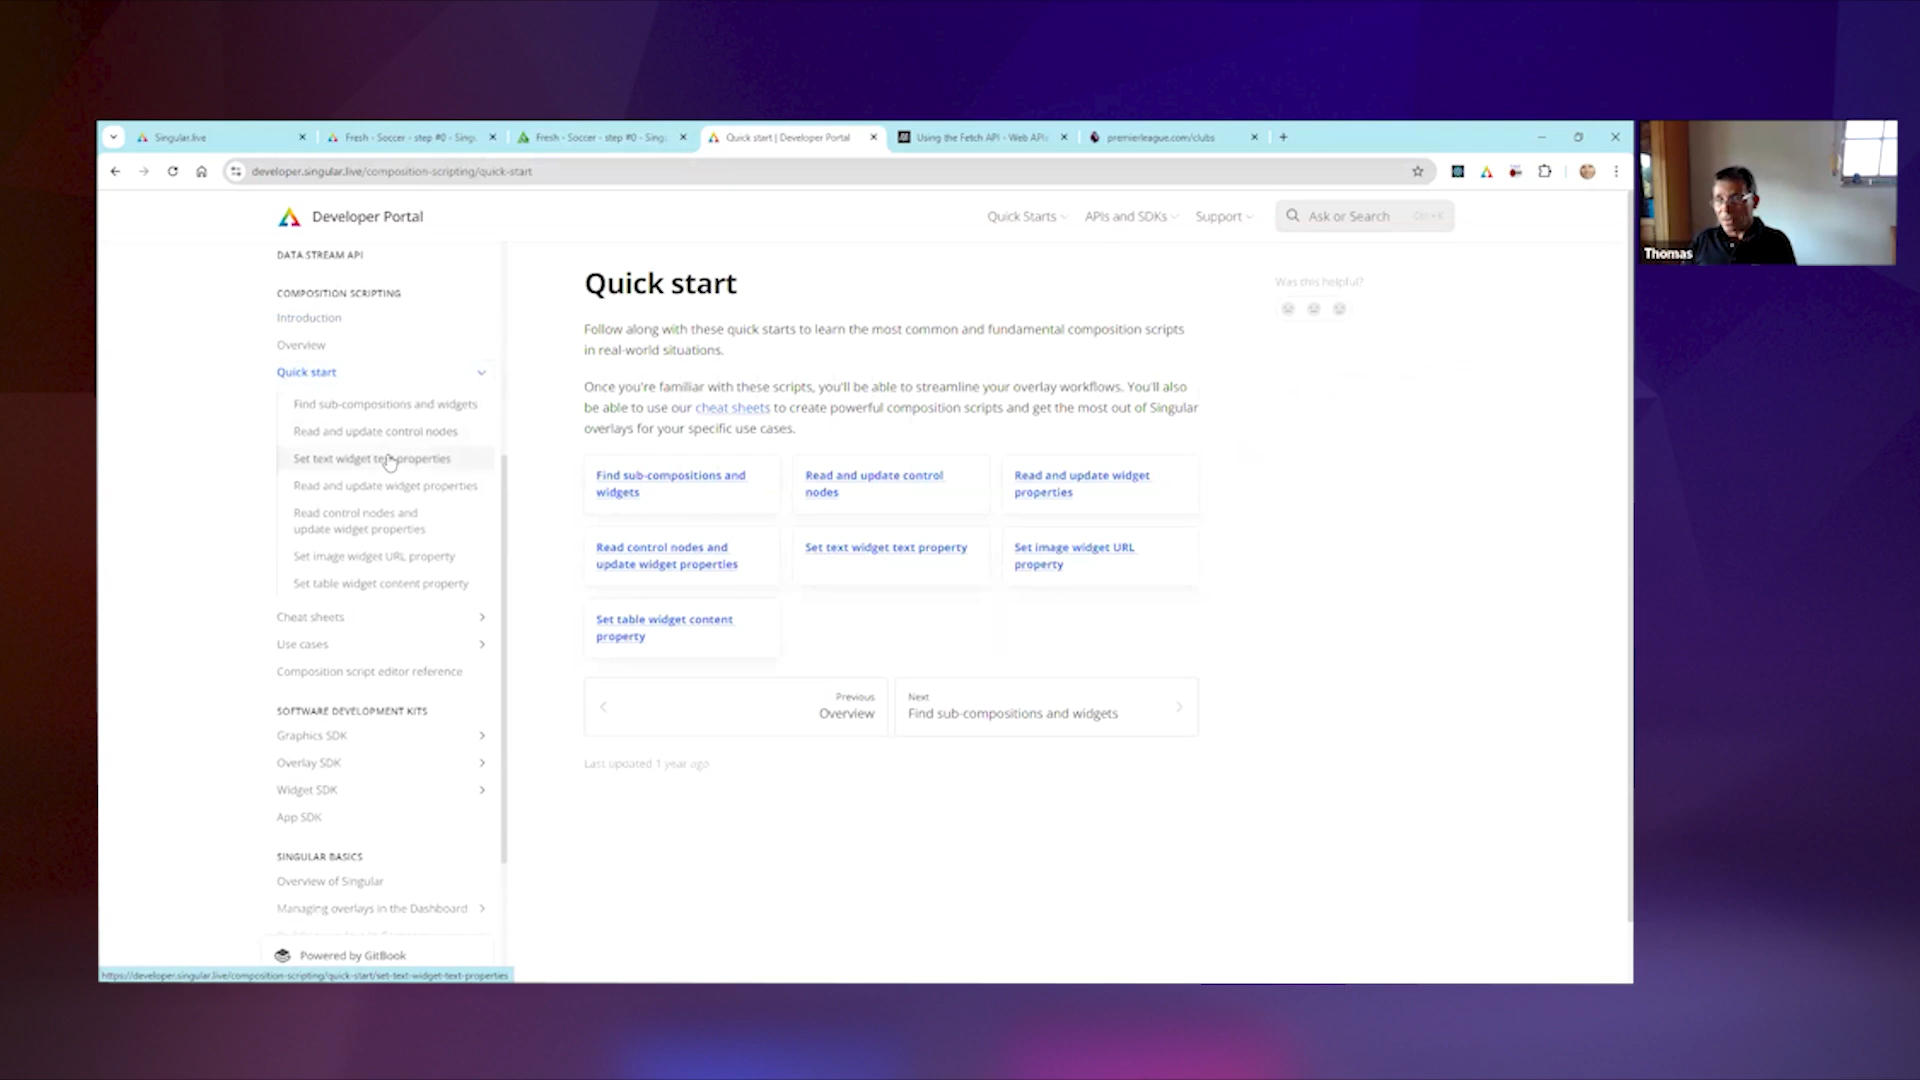 Singular.live
Fresh - Soccer - step #0 - Sing
Fresh - Soccer - step #0 - Sing
Quick start | Developer Portal
Using the Fetch API - Web APIs
premierleague.com/clubs
developer.singular.live/composition-scripting/quick-start
Developer Portal
Quick Starts
APIs and SDKs
Support
Ask or Search
Ctrl + K
Thomas
DATA STREAM API
COMPOSITION SCRIPTING
Introduction
Overview
Quick start
Find sub-compositions and widgets
Read and update control nodes
Set text widget text properties
Read and update widget properties
Read control nodes and
update widget properties
Set image widget URL property
Set table widget content property
Cheat sheets
Use cases
Composition script editor reference
SOFTWARE DEVELOPMENT KITS
Graphics SDK
Overlay SDK
Widget SDK
App SDK
SINGULAR BASICS
Overview of Singular
Managing overlays in the Dashboard
Powered by GitBook
https://developer.singular.live/composition-scripting/quick-start/set-text-widget-text-properties
Quick start
Follow along with these quick starts to learn the most common and fundamental composition scripts
in real-world situations.
Once you're familiar with these scripts, you'll be able to streamline your overlay workflows. You'll also
be able to use our cheat sheets to create powerful composition scripts and get the most out of Singular
overlays for your specific use cases.
Find sub-compositions and
widgets
Read and update control
nodes
Read and update widget
properties
Read control nodes and
update widget properties
Set text widget text property
Set image widget URL
property
Set table widget content
property
Previous
Overview
Next
Find sub-compositions and widgets
Last updated 1 year ago
Was this helpful?